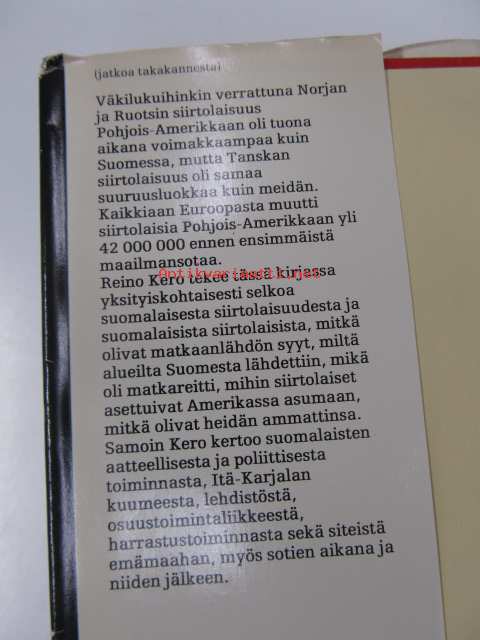 (jatkoa takakannesta)
Väkilukuihinkin verrattuna Norjan
ja Ruotsin siirtolaisuus
Pohjois-Amerikkaan oli tuona
aikana voimakkaampaa kuin
Suomessa, mutta Tanskan
siirtolaisuus oli samaa
suuruusluokkaa kuin meidän.
Kaikkiaan Euroopasta muutti
siirtolaisia Pohjois-Amerikkaan yli
42 000 000 ennen ensimmäistä
maailmansotaa.
Antikvariaatti.net
Reino Kero tekee tässä kirjassa
yksityiskohtaisesti selkoa
suomalaisesta siirtolaisuudesta ja
suomalaisista siirtolaisista, mitkä
olivat matkaanlähdön syyt, miltä
alueilta Suomesta lähdettiin, mikä
oli matkareitti, mihin siirtolaiset
asettuivat Amerikassa asumaan,
mitkä olivat heidän ammattinsa.
Samoin Kero kertoo suomalaisten
aatteellisesta ja poliittisesta
toiminnasta, Itä-Karjalan
kuumeesta, lehdistöstä,
osuustoimintaliikkeestä,
harrastustoiminnasta sekä siteistä
emämaahan, myös sotien aikana ja
niiden jälkeen.